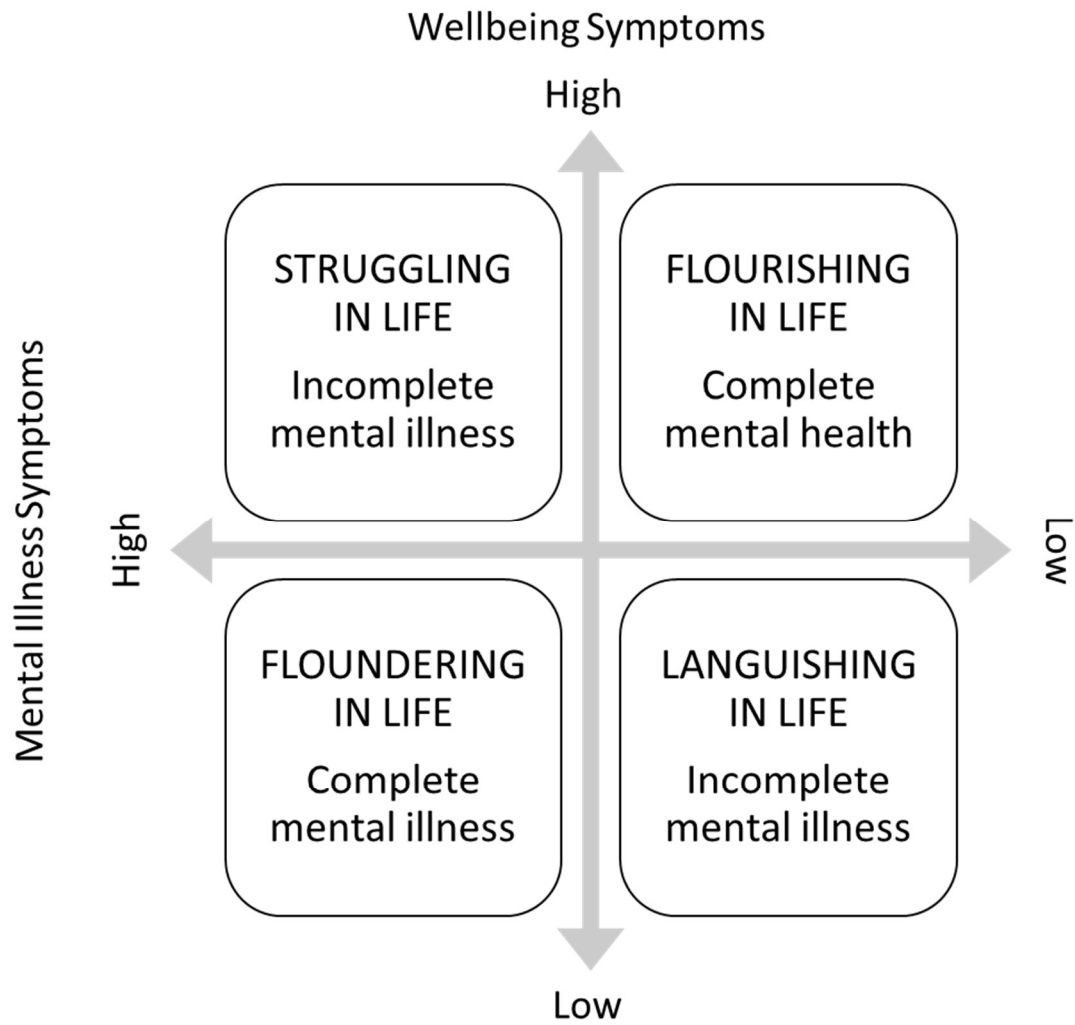 Wellbeing Symptoms
High
STRUGGLING
IN LIFE
Incomplete
mental illness
FLOURISHING
IN LIFE
Complete
mental health
Mental Illness Symptoms
High
Low
FLOUNDERING
IN LIFE
Complete
mental illness
LANGUISHING
IN LIFE
Incomplete
mental illness
Low